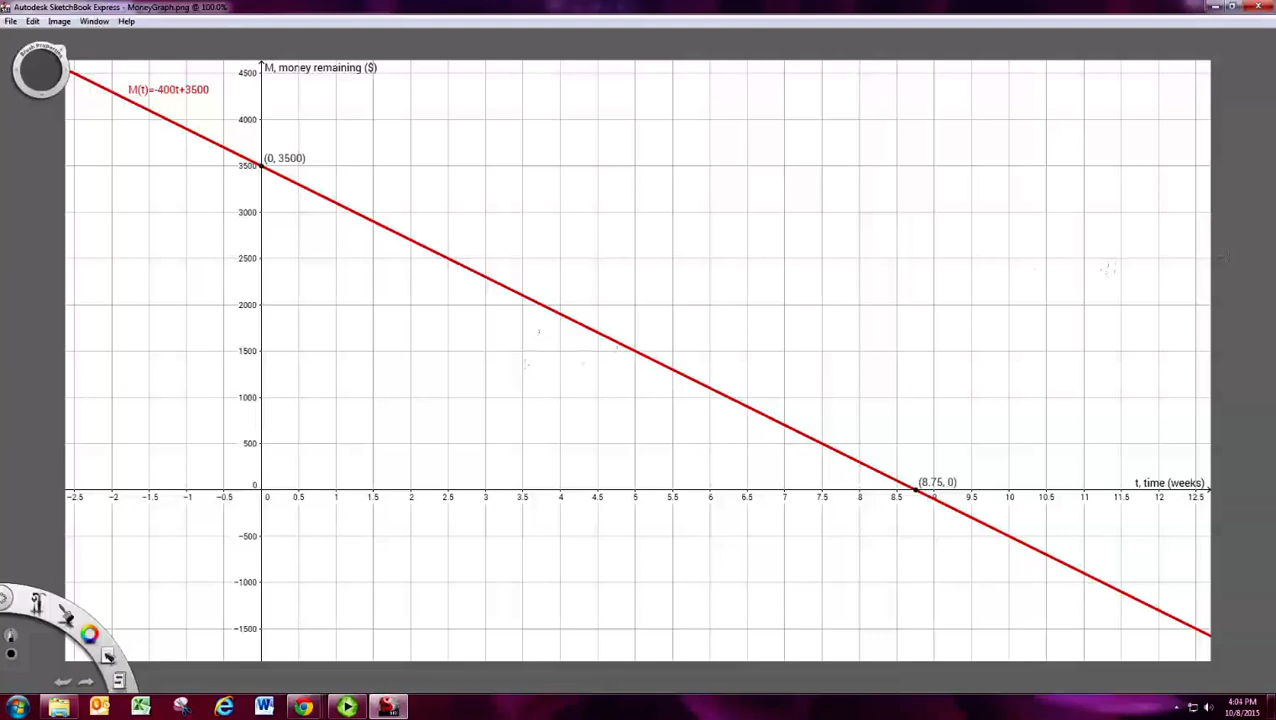 Autodesk SketchBook Express - MoneyGraph.png @ 100.0%
File Edit Image Window Help
Brush Properties
M, money remaining ($)
4500
M(t)=-400t+3500
4000
(0, 3500)
3500
3000
2500
2000
1500
1000
500
(8.75, 0)
t, time (weeks)
0
−2.5 −2 −1.5 −1 −0.5 0 0.5 1 1.5 2 2.5 3 3.5 4 4.5 5 5.5 6 6.5 7 7.5 8 8.5 9 9.5 10 10.5 11 11.5 12 12.5
−500
−1000
−1500
4:04 PM
10/8/2015